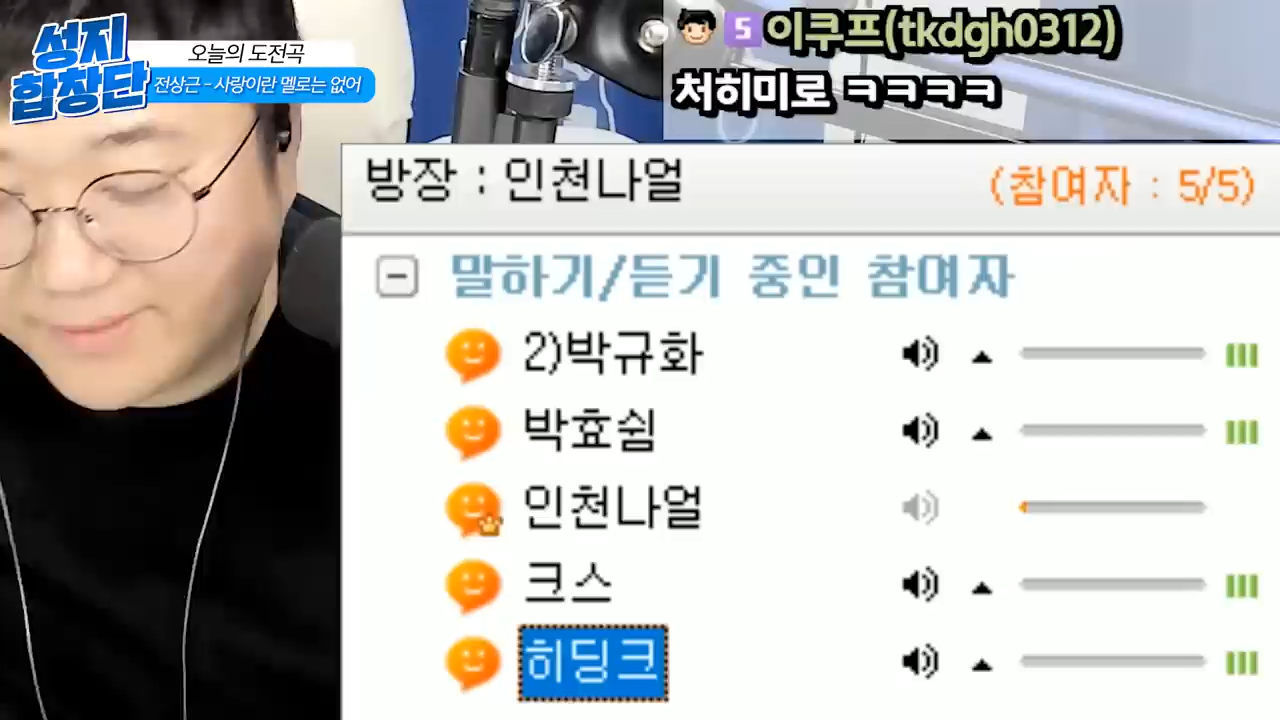 성지
합창단
오늘의 도전곡
전상근 - 사랑이란 멜로는 없어
5 이쿠프(tkdgh0312)
처히미로 ㅋㅋㅋㅋ
방장 : 인천나얼
(참여자 : 5/5)
말하기/듣기 중인 참여자
2)박규화
박효쉼
인천나얼
크스
히딩크